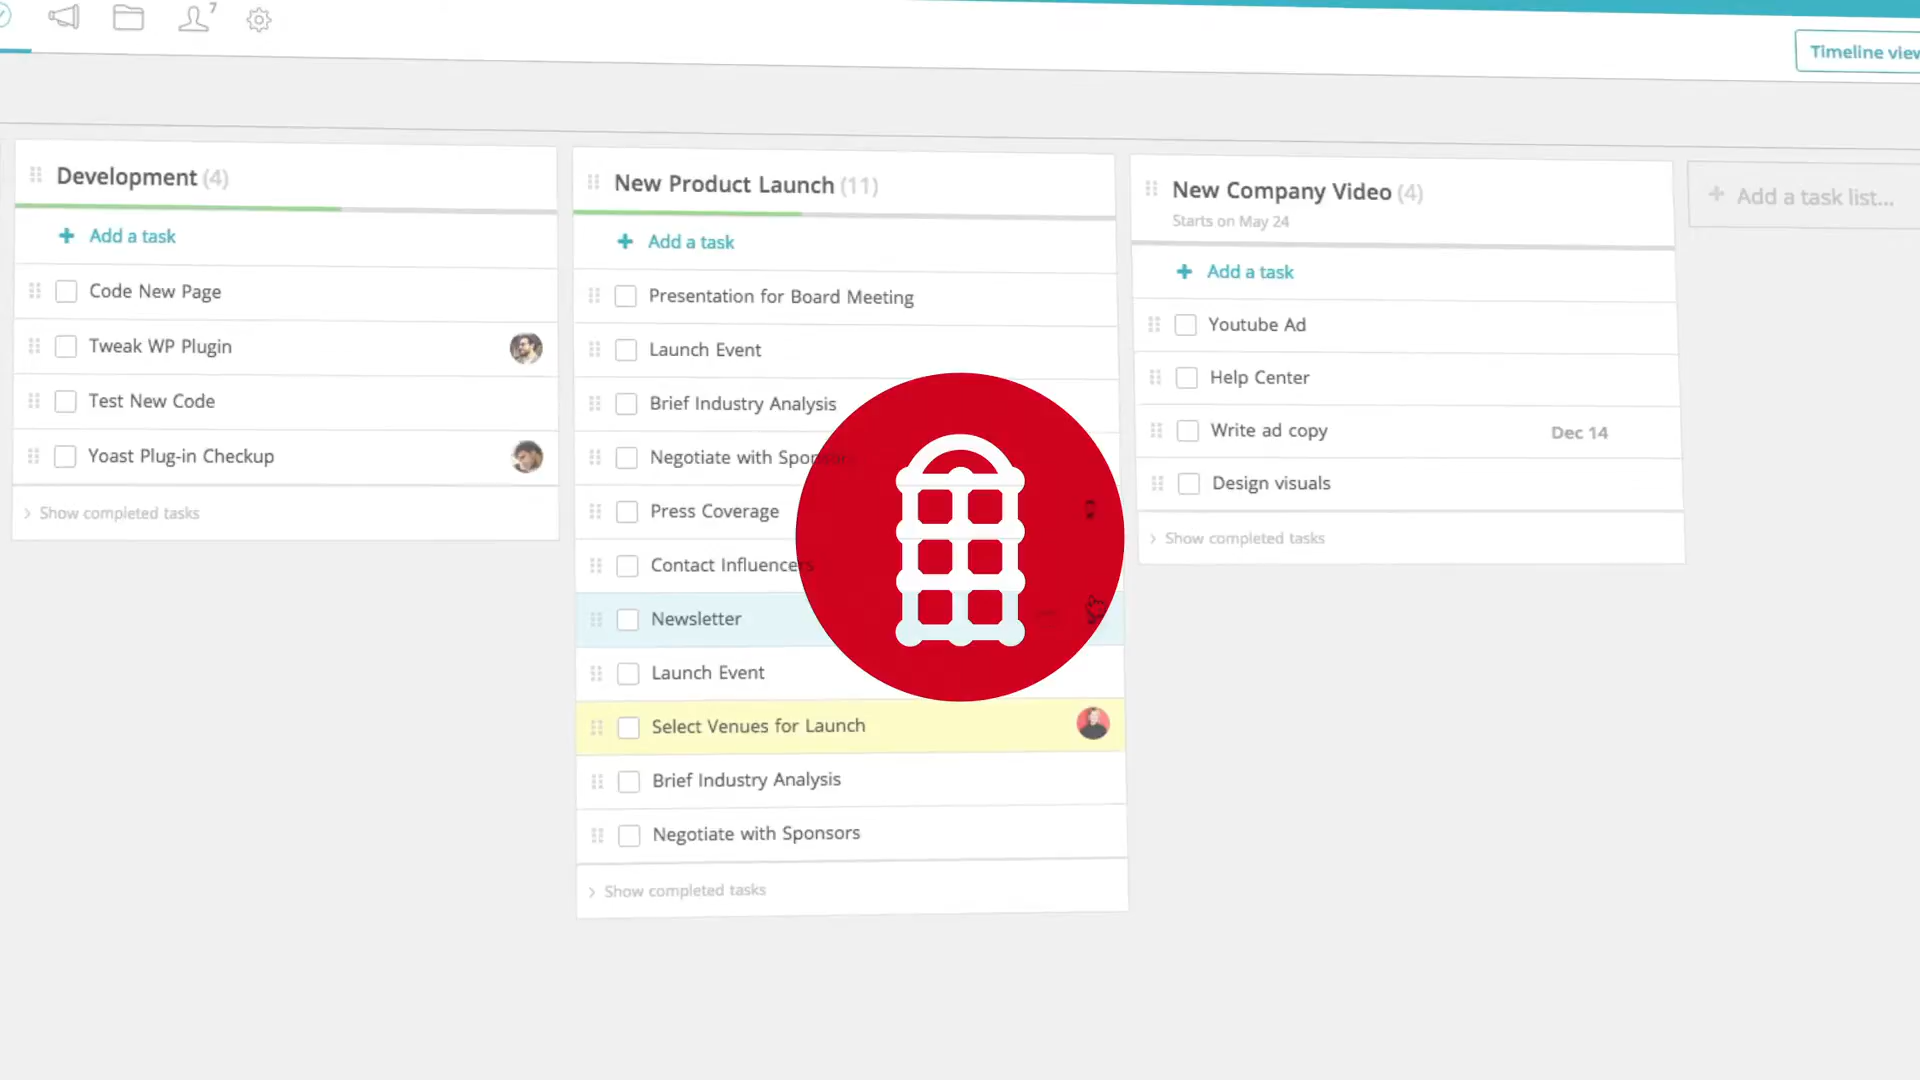 7
Timeline view
Development (4)
Add a task
Code New Page
Tweak WP Plugin
Test New Code
Yoast Plug-in Checkup
Show completed tasks
New Product Launch (11)
Add a task
Presentation for Board Meeting
Launch Event
Brief Industry Analysis
Negotiate with Sponsors
Press Coverage
Contact Influencers
Newsletter
Launch Event
Select Venues for Launch
Brief Industry Analysis
Negotiate with Sponsors
Show completed tasks
New Company Video (4)
Starts on May 24
Add a task
Youtube Ad
Help Center
Write ad copy Dec 14
Design visuals
Show completed tasks
Add a task list...